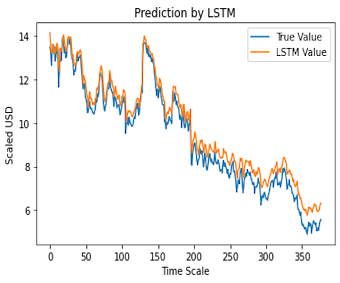 Prediction by LSTM
True Value
LSTM Value
Scaled USD
14
12
10
8
6
0 50 100 150 200 250 300 350
Time Scale